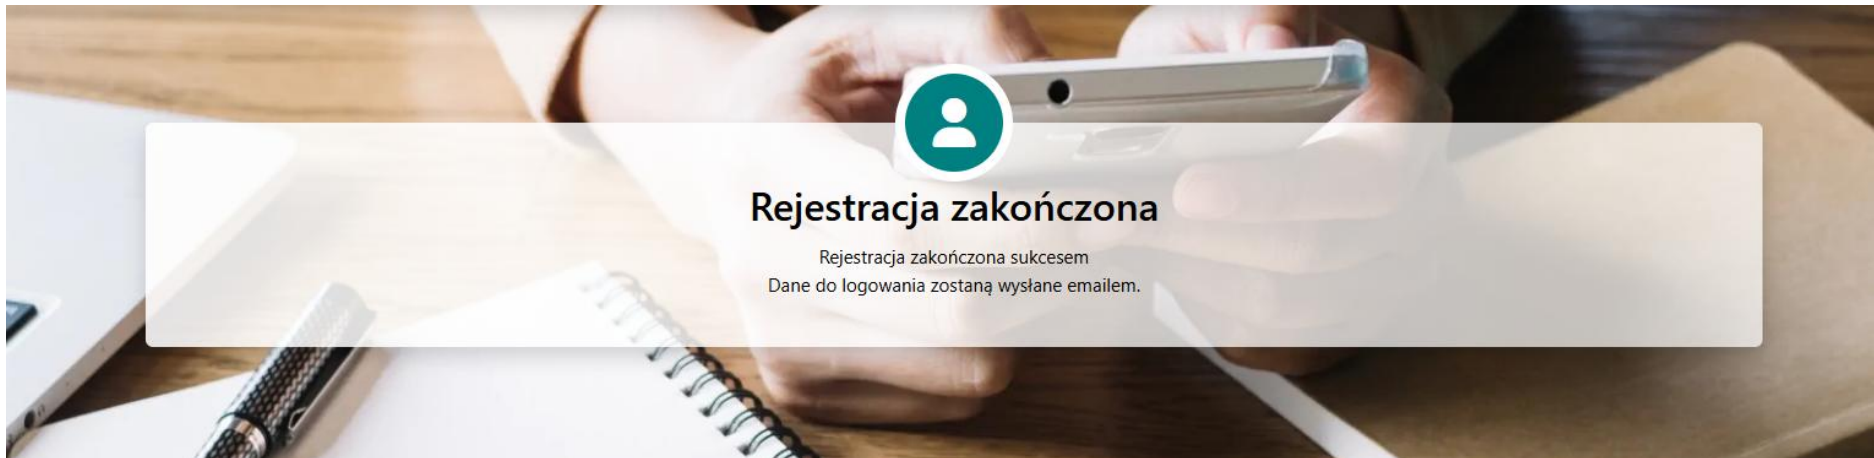 Rejestracja zakończona
Rejestracja zakończona sukcesem
Dane do logowania zostaną wysłane emailem.